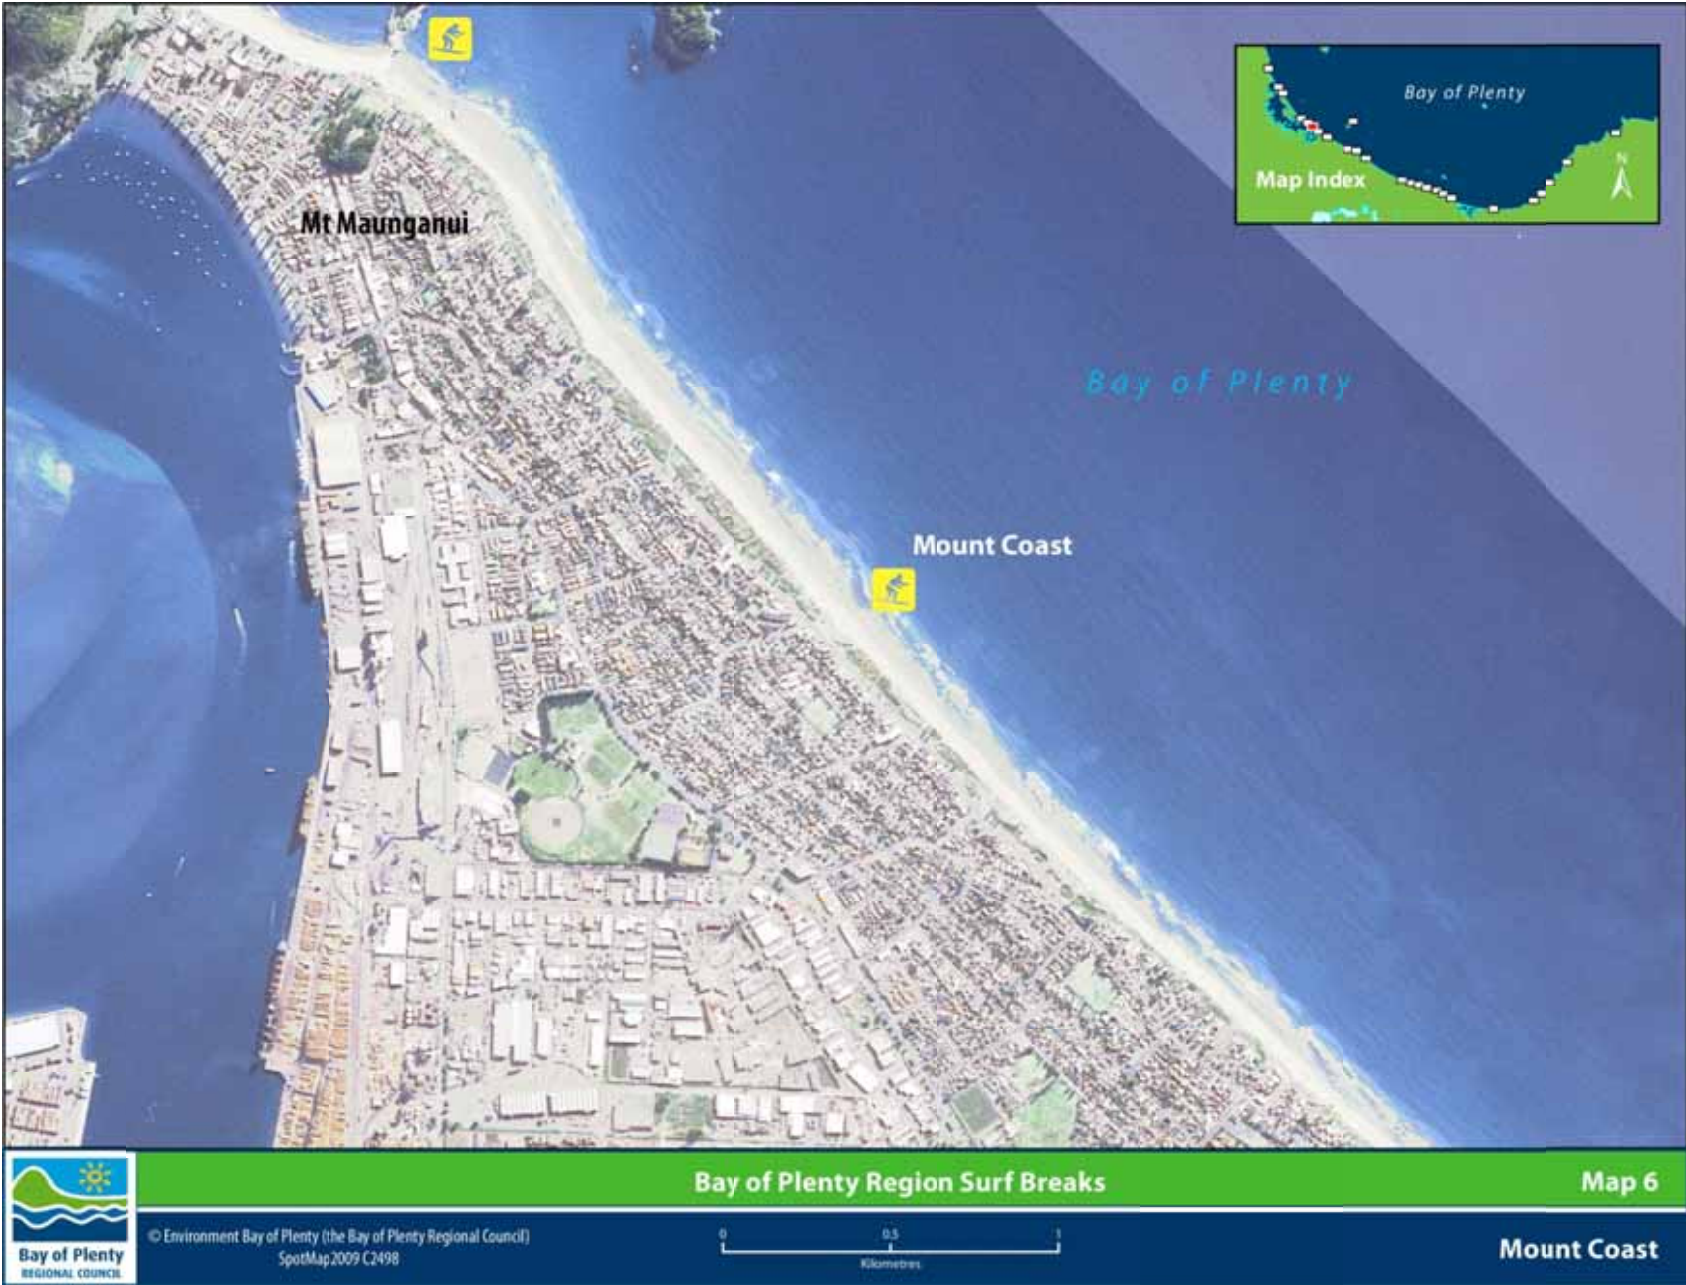 Bay of Plenty
N
Map Index
Mt Maunganui
Bay of Plenty
Mount Coast
Bay of Plenty Region Surf Breaks
Map 6
© Environment Bay of Plenty (the Bay of Plenty Regional Council)
SpotMap2009 C2498
0 0.5 1
Kilometres
Mount Coast
Bay of Plenty
REGIONAL COUNCIL